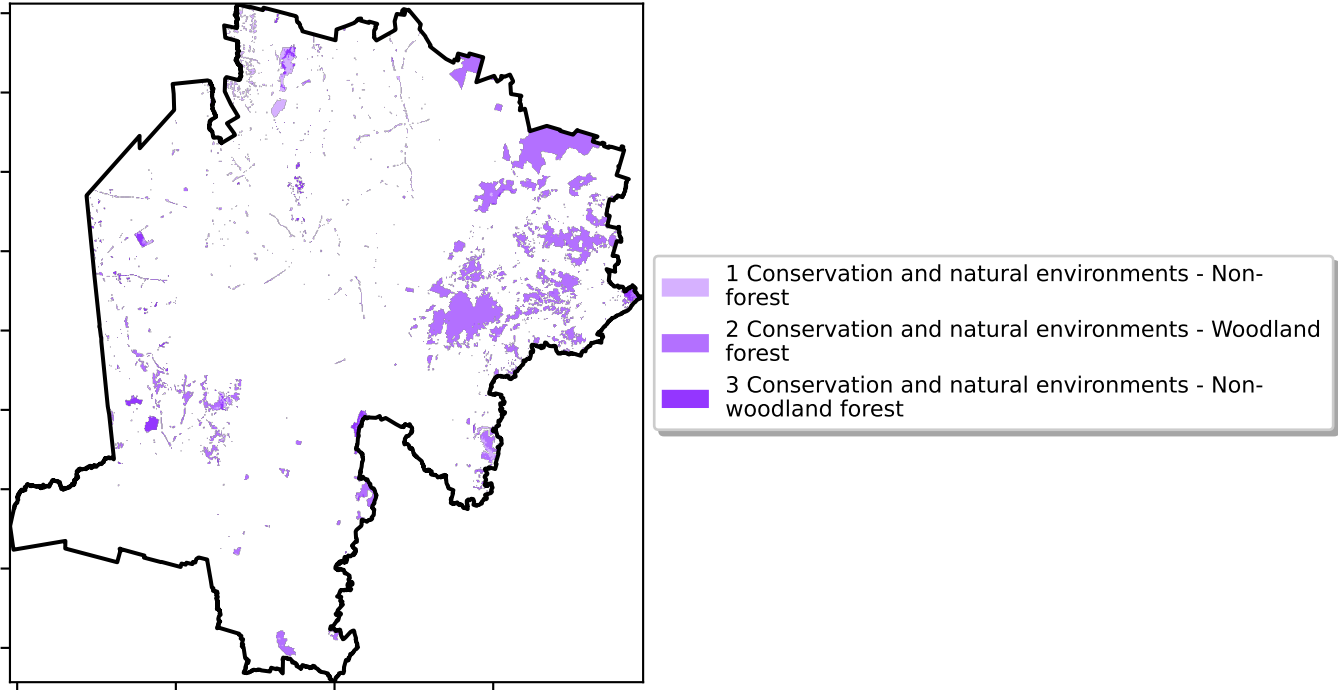 1 Conservation and natural environments - Non-
forest
2 Conservation and natural environments - Woodland
forest
3 Conservation and natural environments - Non-
woodland forest